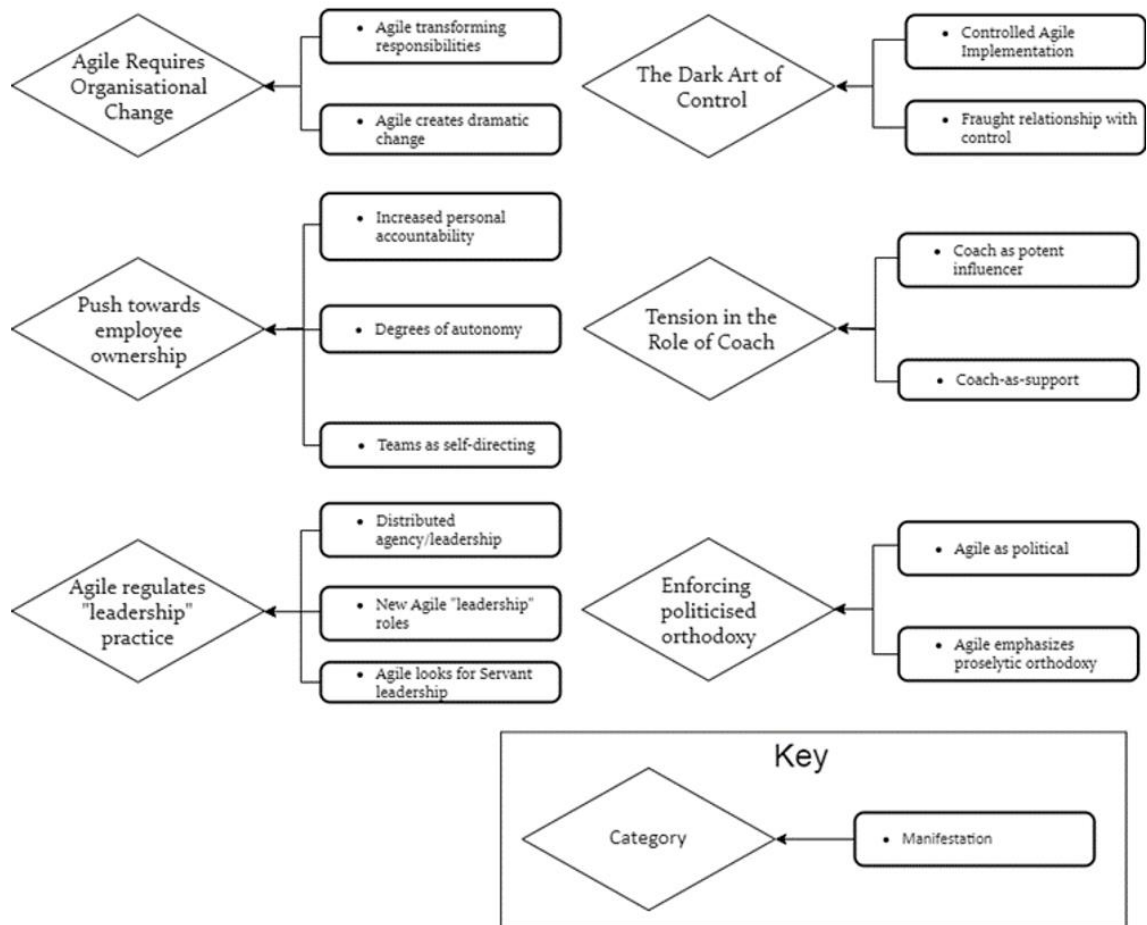 Agile Requires
Organisational
Change
• Agile transforming
responsibilities
• Agile creates dramatic
change
The Dark Art of
Control
• Controlled Agile
Implementation
• Fraught relationship with
control
Push towards
employee
ownership
• Increased personal
accountability
• Degrees of autonomy
• Teams as self-directing
Tension in the
Role of Coach
• Coach as potent
influencer
• Coach-as-support
Agile regulates
"leadership"
practice
• Distributed
agency/leadership
• New Agile "leadership"
roles
• Agile looks for Servant
leadership
Enforcing
politicised
orthodoxy
• Agile as political
• Agile emphasizes
proselytic orthodoxy
Key
Category
• Manifestation